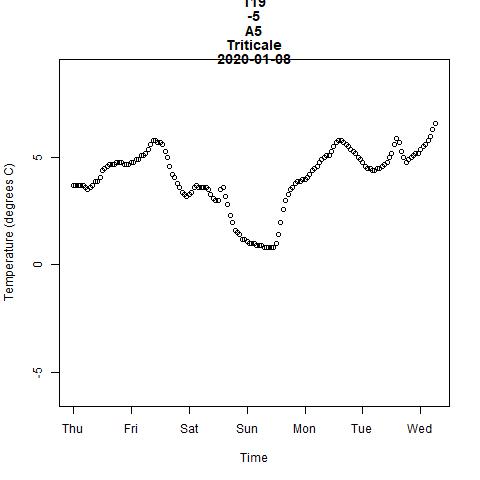 T19
-5
A5
Triticale
2020-01-08
Temperature (degrees C)
5
0
-5
Thu Fri Sat Sun Mon Tue Wed
Time